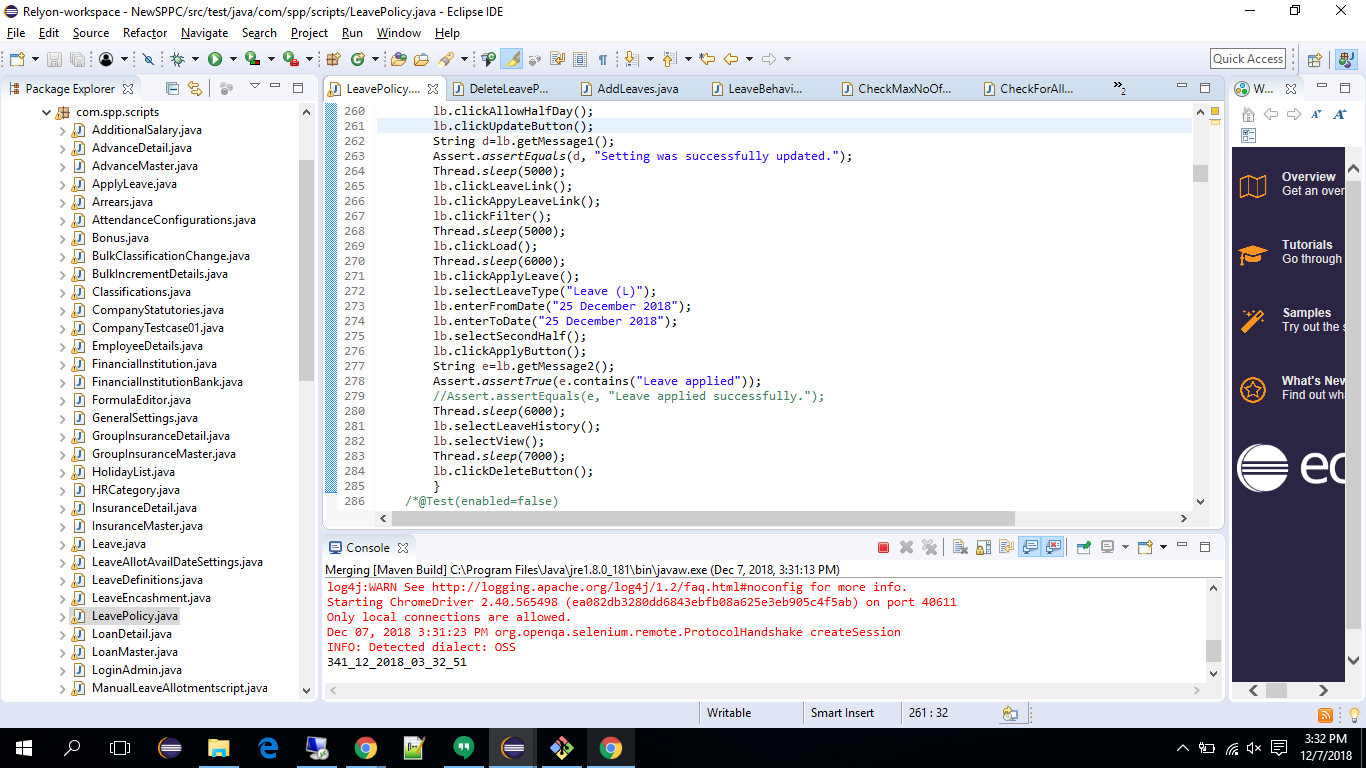 Relyon-workspace - NewSPPC/src/test/java/com/spp/scripts/LeavePolicy.java - Eclipse IDE
File Edit Source Refactor Navigate Search Project Run Window Help
Quick Access
Package Explorer
com.spp.scripts
AdditionalSalary.java
AdvanceDetail.java
AdvanceMaster.java
ApplyLeave.java
Arrears.java
AttendanceConfigurations.java
Bonus.java
BulkClassificationChange.java
BulkIncrementDetails.java
Classifications.java
CompanyStatutories.java
CompanyTestcase01.java
EmployeeDetails.java
FinancialInstitution.java
FinancialInstitutionBank.java
FormulaEditor.java
GeneralSettings.java
GroupInsuranceDetail.java
GroupInsuranceMaster.java
HolidayList.java
HRCategory.java
InsuranceDetail.java
InsuranceMaster.java
Leave.java
LeaveAllotAvailDateSettings.java
LeaveDefinitions.java
LeaveEncashment.java
LeavePolicy.java
LoanDetail.java
LoanMaster.java
LoginAdmin.java
ManualLeaveAllotmentscript.java
LeavePolicy.... DeleteLeaveP... AddLeaves.java LeaveBehavi... CheckMaxNoOf... CheckForAll... »2
260 lb.clickAllowHalfDay();
261 lb.clickUpdateButton();
262 String d=lb.getMessage1();
263 Assert.assertEquals(d, "Setting was successfully updated.");
264 Thread.sleep(5000);
265 lb.clickLeaveLink();
266 lb.clickAppyLeaveLink();
267 lb.clickFilter();
268 Thread.sleep(5000);
269 lb.clickLoad();
270 Thread.sleep(6000);
271 lb.clickApplyLeave();
272 lb.selectLeaveType("Leave (L)");
273 lb.enterFromDate("25 December 2018");
274 lb.enterToDate("25 December 2018");
275 lb.selectSecondHalf();
276 lb.clickApplyButton();
277 String e=lb.getMessage2();
278 Assert.assertTrue(e.contains("Leave applied"));
279 //Assert.assertEquals(e, "Leave applied successfully.");
280 Thread.sleep(6000);
281 lb.selectLeaveHistory();
282 lb.selectView();
283 Thread.sleep(7000);
284 lb.clickDeleteButton();
285 }
286 /*@Test(enabled=false)
Console
Merging [Maven Build] C:\Program Files\Java\jre1.8.0_181\bin\javaw.exe (Dec 7, 2018, 3:31:13 PM)
log4j:WARN See http://logging.apache.org/log4j/1.2/faq.html#noconfig for more info.
Starting ChromeDriver 2.40.565498 (ea082db3280dd6843ebfb08a625e3eb905c4f5ab) on port 40611
Only local connections are allowed.
Dec 07, 2018 3:31:23 PM org.openqa.selenium.remote.ProtocolHandshake createSession
INFO: Detected dialect: OSS
341_12_2018_03_32_51
W...
Overview
Get an over
Tutorials
Go through
Samples
Try out the s
What's New
Find out wh
ec
Writable Smart Insert 261 : 32
3:32 PM
12/7/2018